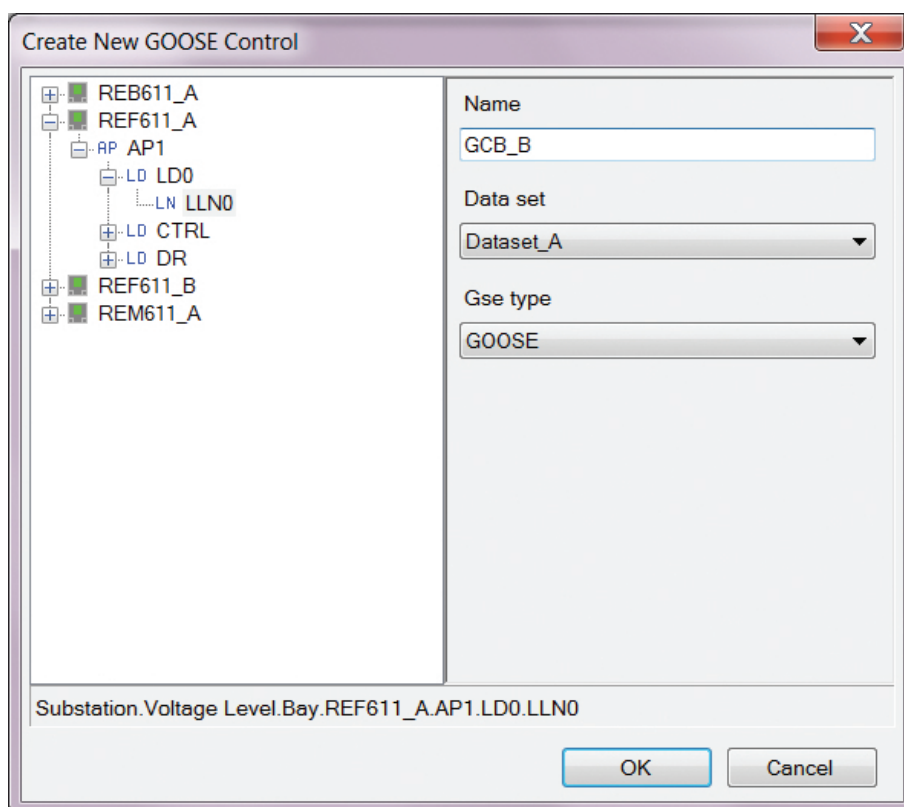 Create New GOOSE Control
REB611_A
REF611_A
AP AP1
LD LD0
LN LLN0
LD CTRL
LD DR
REF611_B
REM611_A
Name
GCB_B
Data set
Dataset_A
Gse type
GOOSE
Substation.Voltage Level.Bay.REF611_A.AP1.LD0.LLN0
OK
Cancel